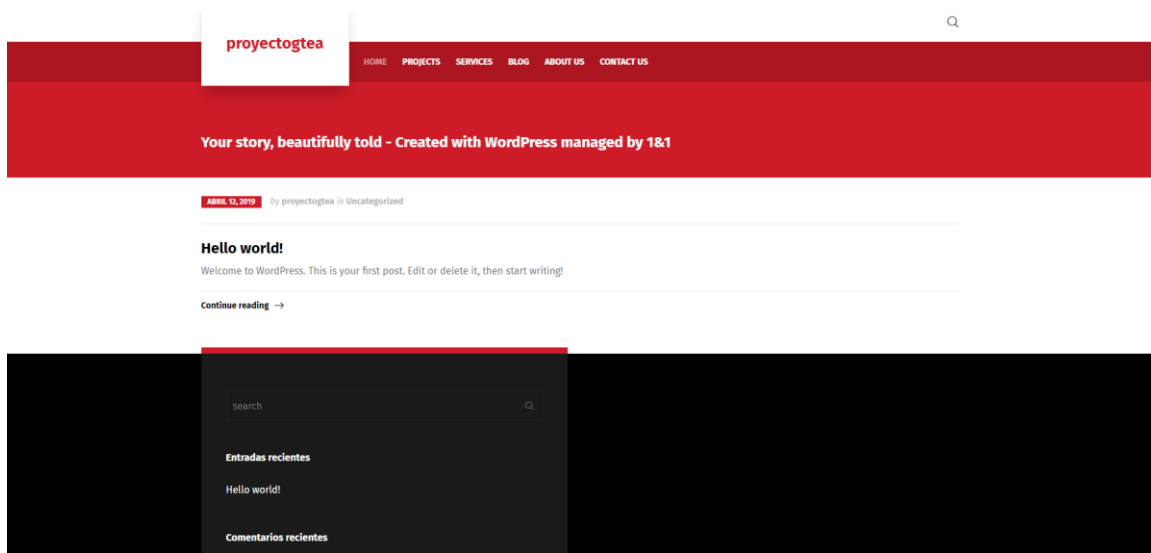 proyectogtea
HOME PROJECTS SERVICES BLOG ABOUT US CONTACT US
Your story, beautifully told - Created with WordPress managed by 1&1
ABRIL 12, 2019 by proyectogtea in Uncategorized
Hello world!
Welcome to WordPress. This is your first post. Edit or delete it, then start writing!
Continue reading →
search
Entradas recientes
Hello world!
Comentarios recientes